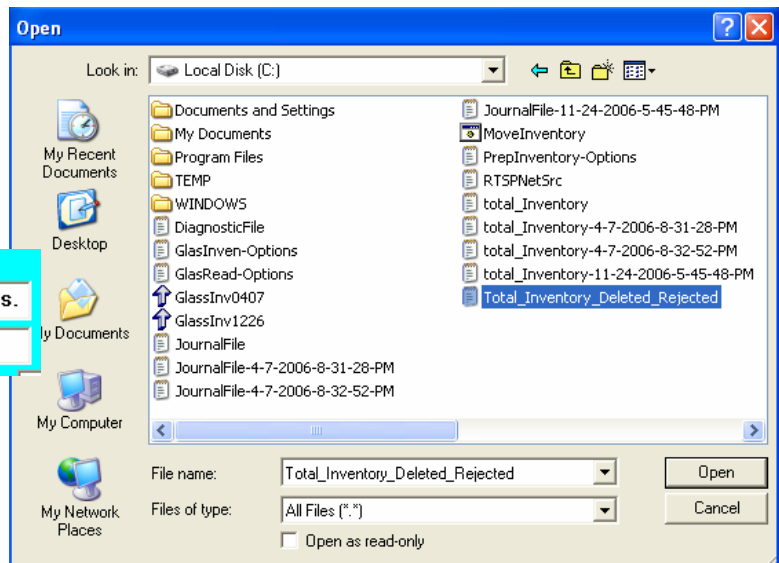 Open
Look in:
Local Disk (C:)
My Recent
Documents
Desktop
s.
My Documents
My Computer
My Network
Places
Documents and Settings
My Documents
Program Files
TEMP
WINDOWS
DiagnosticFile
GlasInven-Options
GlasRead-Options
GlassInv0407
GlassInv1226
JournalFile
JournalFile-4-7-2006-8-31-28-PM
JournalFile-4-7-2006-8-32-52-PM
JournalFile-11-24-2006-5-45-48-PM
MoveInventory
PrepInventory-Options
RTSPNetSrc
total_Inventory
total_Inventory-4-7-2006-8-31-28-PM
total_Inventory-4-7-2006-8-32-52-PM
total_Inventory-11-24-2006-5-45-48-PM
Total_Inventory_Deleted_Rejected
File name:
Total_Inventory_Deleted_Rejected
Open
Files of type:
All Files (*.*)
Cancel
Open as read-only